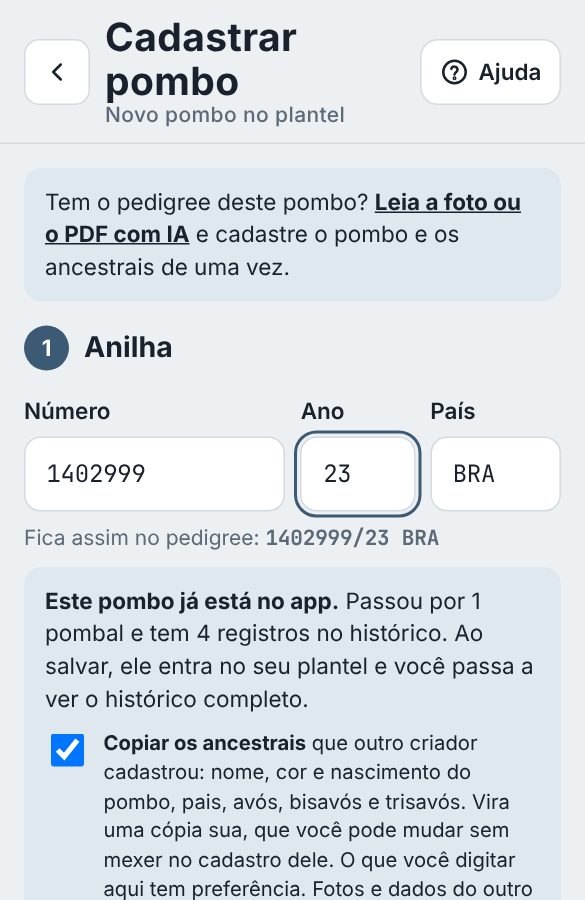 Cadastrar
pombo
Novo pombo no plantel
Ajuda
Tem o pedigree deste pombo? Leia a foto ou
o PDF com IA e cadastre o pombo e os
ancestrais de uma vez.
1 Anilha
Número Ano País
1402999 23 BRA
Fica assim no pedigree: 1402999/23 BRA
Este pombo já está no app. Passou por 1
pombal e tem 4 registros no histórico. Ao
salvar, ele entra no seu plantel e você passa a
ver o histórico completo.
Copiar os ancestrais que outro criador
cadastrou: nome, cor e nascimento do
pombo, pais, avós, bisavós e trisavós. Vira
uma cópia sua, que você pode mudar sem
mexer no cadastro dele. O que você digitar
aqui tem preferência. Fotos e dados do outro